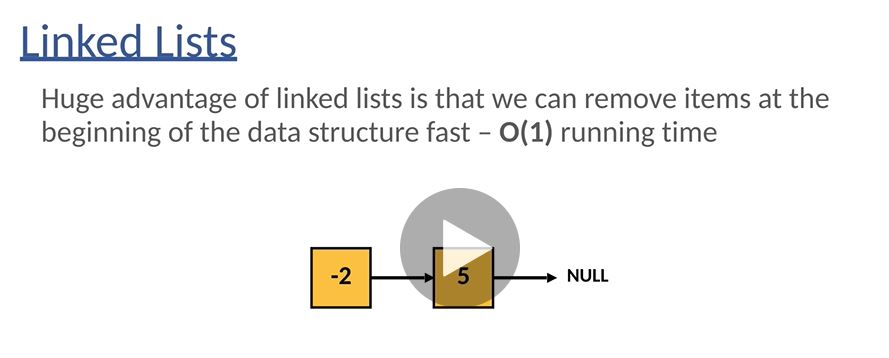 Linked Lists
Huge advantage of linked lists is that we can remove items at the
beginning of the data structure fast – O(1) running time
-2 5 NULL